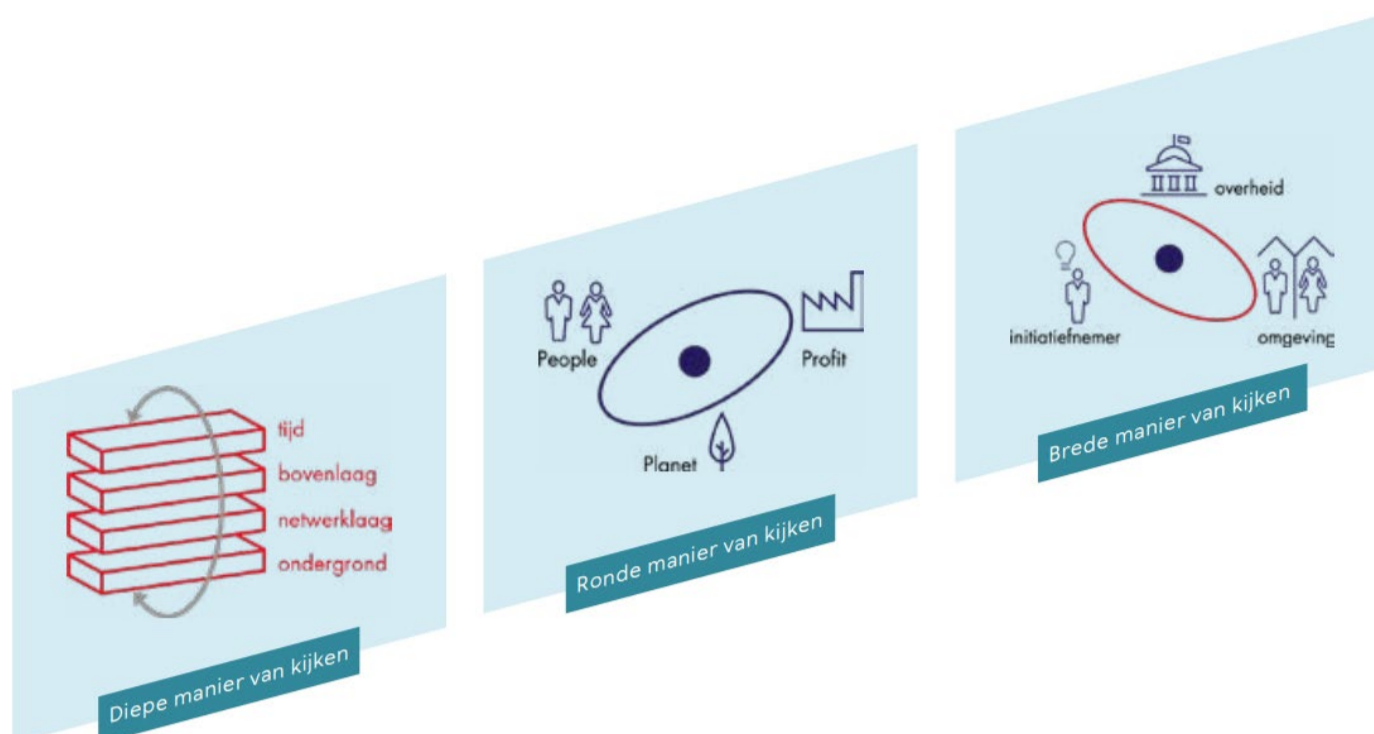 tijd
bovenlaag
netwerklaag
ondergrond
Diepe manier van kijken
People
Profit
Planet
Ronde manier van kijken
overheid
initiatiefnemer
omgeving
Brede manier van kijken